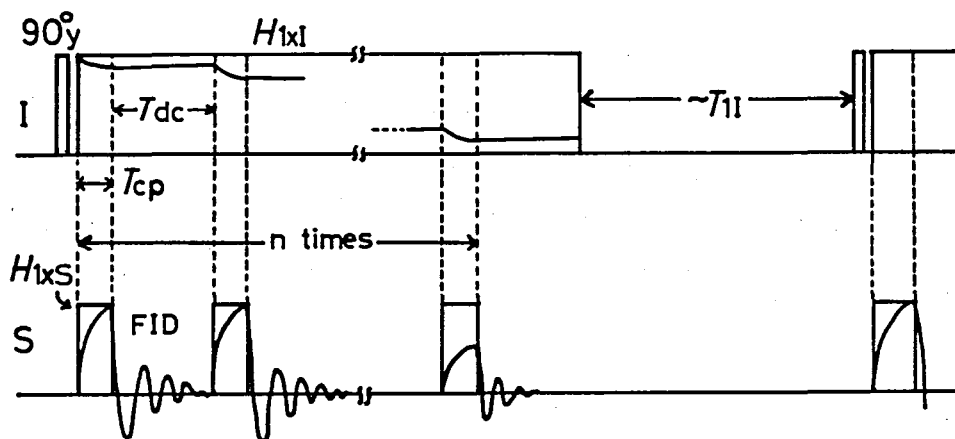 90°y H1xI
I Tdc ~T1I
Tcp
n times
H1xS
S FID